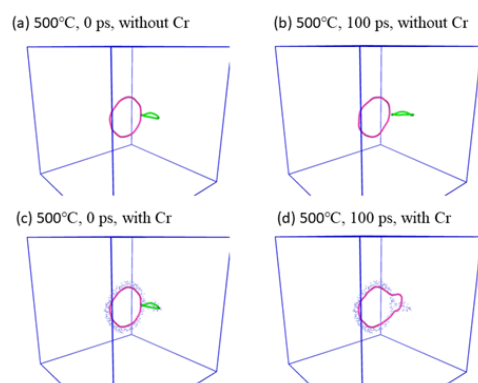 (a) 500°C, 0 ps, without Cr
(b) 500°C, 100 ps, without Cr
(c) 500°C, 0 ps, with Cr
(d) 500°C, 100 ps, with Cr